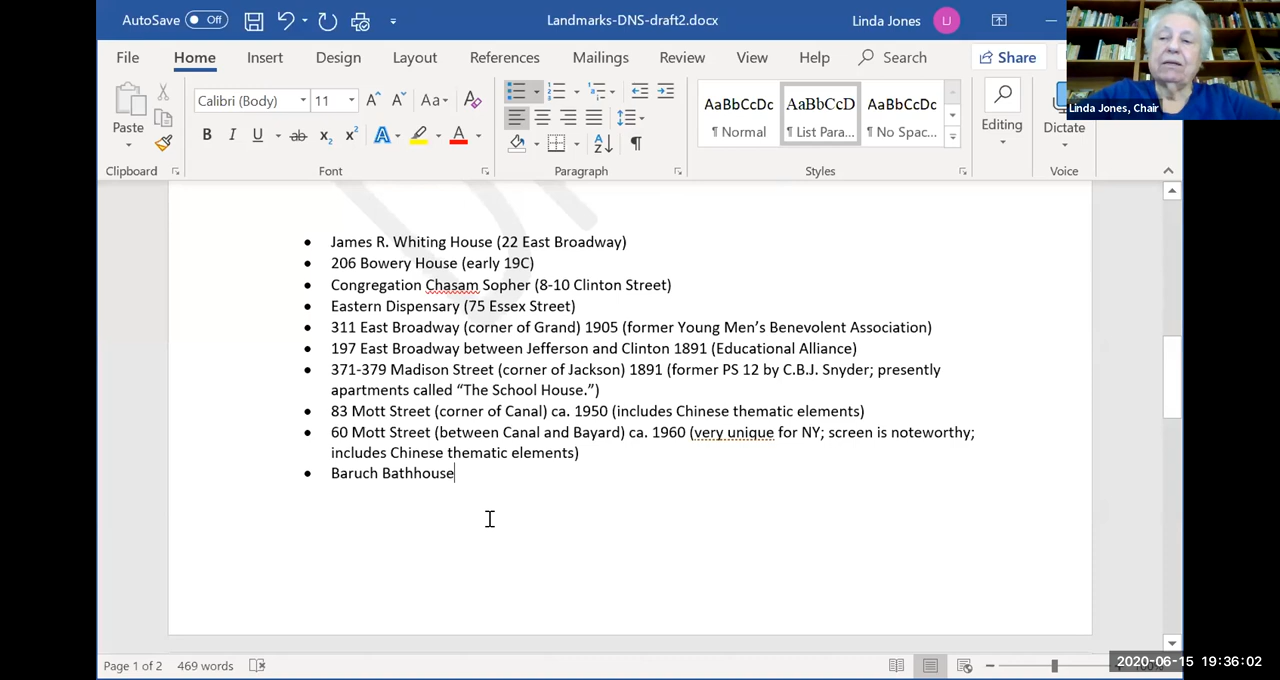 AutoSave Off Landmarks-DNS-draft2.docx Linda Jones LJ
File Home Insert Design Layout References Mailings Review View Help Search Share
Linda Jones, Chair
Calibri (Body) 11 Aa
AaBbCcDc AaBbCcD AaBbCcDc
Paste ¶ Normal ¶ List Para... ¶ No Spac... Editing Dictate
Clipboard Font Paragraph Styles Voice
• James R. Whiting House (22 East Broadway)
• 206 Bowery House (early 19C)
• Congregation Chasam Sopher (8-10 Clinton Street)
• Eastern Dispensary (75 Essex Street)
• 311 East Broadway (corner of Grand) 1905 (former Young Men’s Benevolent Association)
• 197 East Broadway between Jefferson and Clinton 1891 (Educational Alliance)
• 371-379 Madison Street (corner of Jackson) 1891 (former PS 12 by C.B.J. Snyder; presently
apartments called “The School House.”)
• 83 Mott Street (corner of Canal) ca. 1950 (includes Chinese thematic elements)
• 60 Mott Street (between Canal and Bayard) ca. 1960 (very unique for NY; screen is noteworthy;
includes Chinese thematic elements)
• Baruch Bathhouse
Page 1 of 2 469 words
2020-06-15 19:36:02